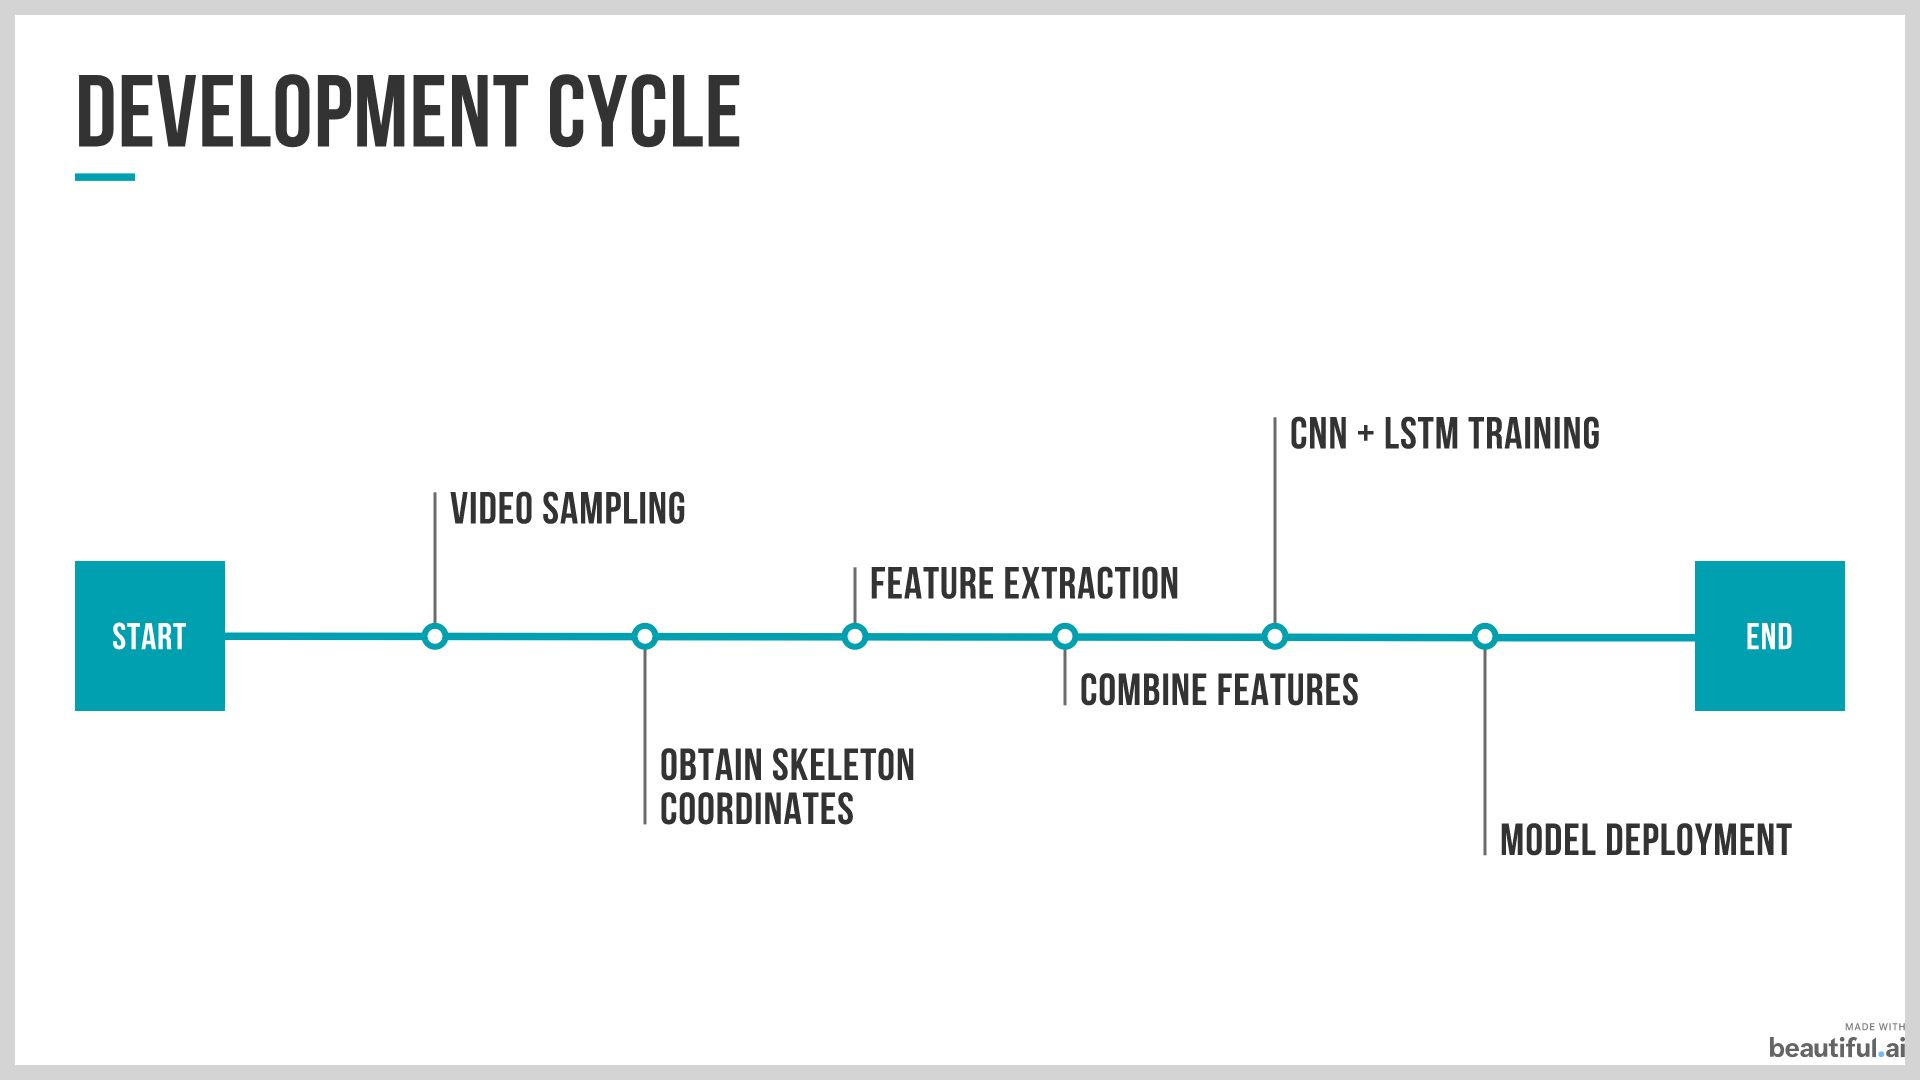 DEVELOPMENT CYCLE
CNN + LSTM TRAINING
VIDEO SAMPLING
FEATURE EXTRACTION
START
END
COMBINE FEATURES
OBTAIN SKELETON
COORDINATES
MODEL DEPLOYMENT
MADE WITH
beautiful.ai